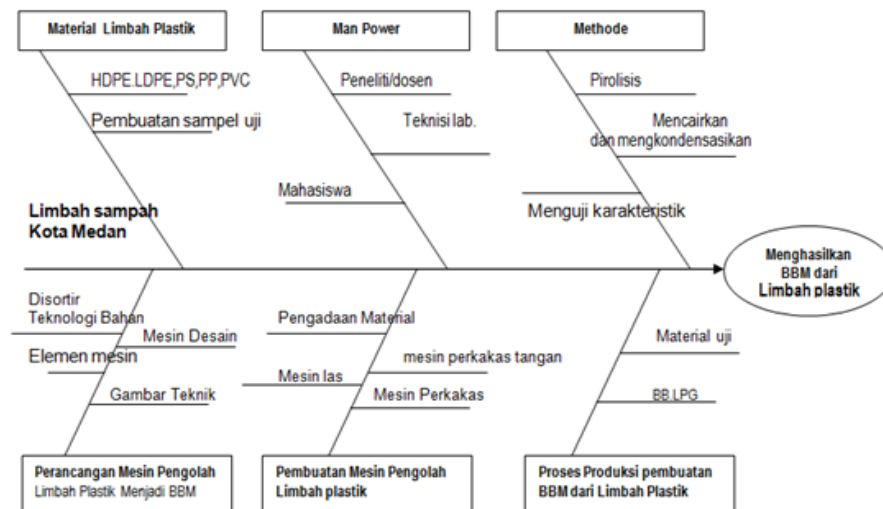 Material Limbah Plastik
Man Power
Methode
HDPE.LDPE,PS,PP,PVC
Pembuatan sampel uji
Peneliti/dosen
Teknisi lab.
Mahasiswa
Pirolisis
Mencairkan
dan mengkondensasikan
Menguji karakteristik
Limbah sampah
Kota Medan
Menghasilkan
BBM dari
Limbah plastik
Disortir
Teknologi Bahan
Mesin Desain
Elemen mesin
Gambar Teknik
Pengadaan Material
mesin perkakas tangan
Mesin las
Mesin Perkakas
Material uji
BB.LPG
Perancangan Mesin Pengolah
Limbah Plastik Menjadi BBM
Pembuatan Mesin Pengolah
Limbah plastik
Proses Produksi pembuatan
BBM dari Limbah Plastik